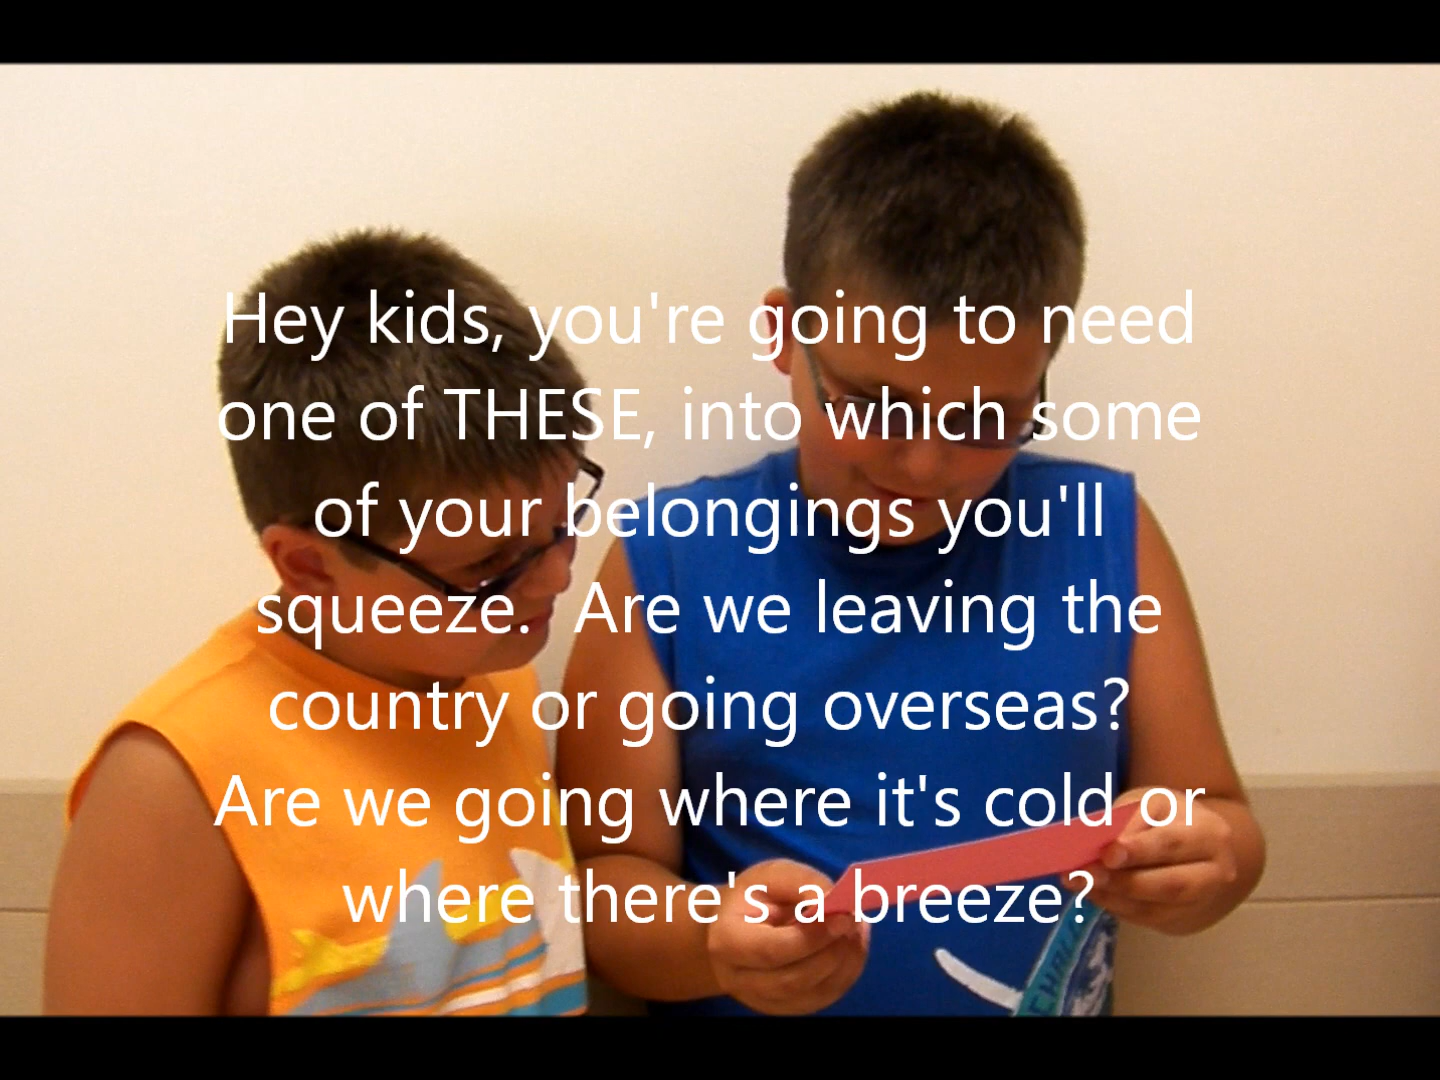 Hey kids, you're going to need
one of THESE, into which some
of your belongings you'll
squeeze.  Are we leaving the
country or going overseas?
Are we going where it's cold or
where there's a breeze?